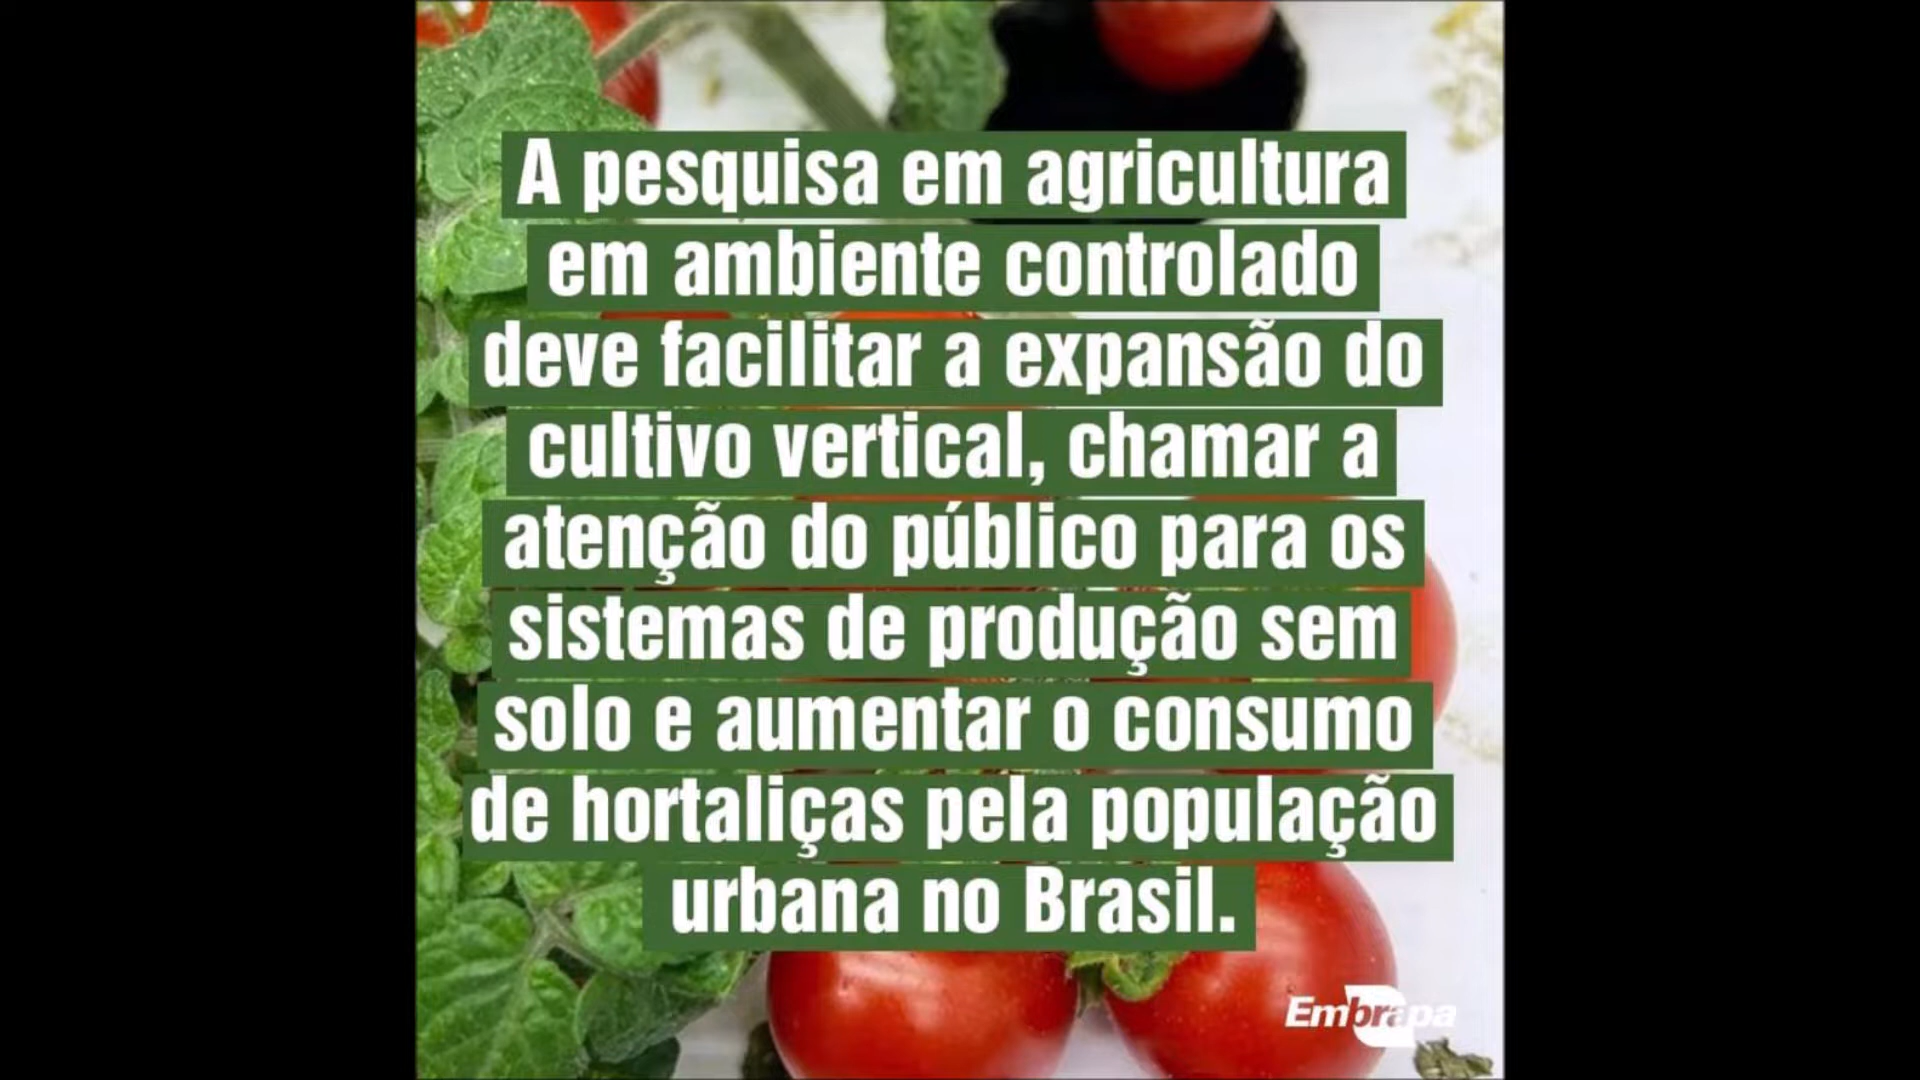 A pesquisa em agricultura
em ambiente controlado
deve facilitar a expansão do
cultivo vertical, chamar a
atenção do público para os
sistemas de produção sem
solo e aumentar o consumo
de hortaliças pela população
urbana no Brasil.
Embrapa